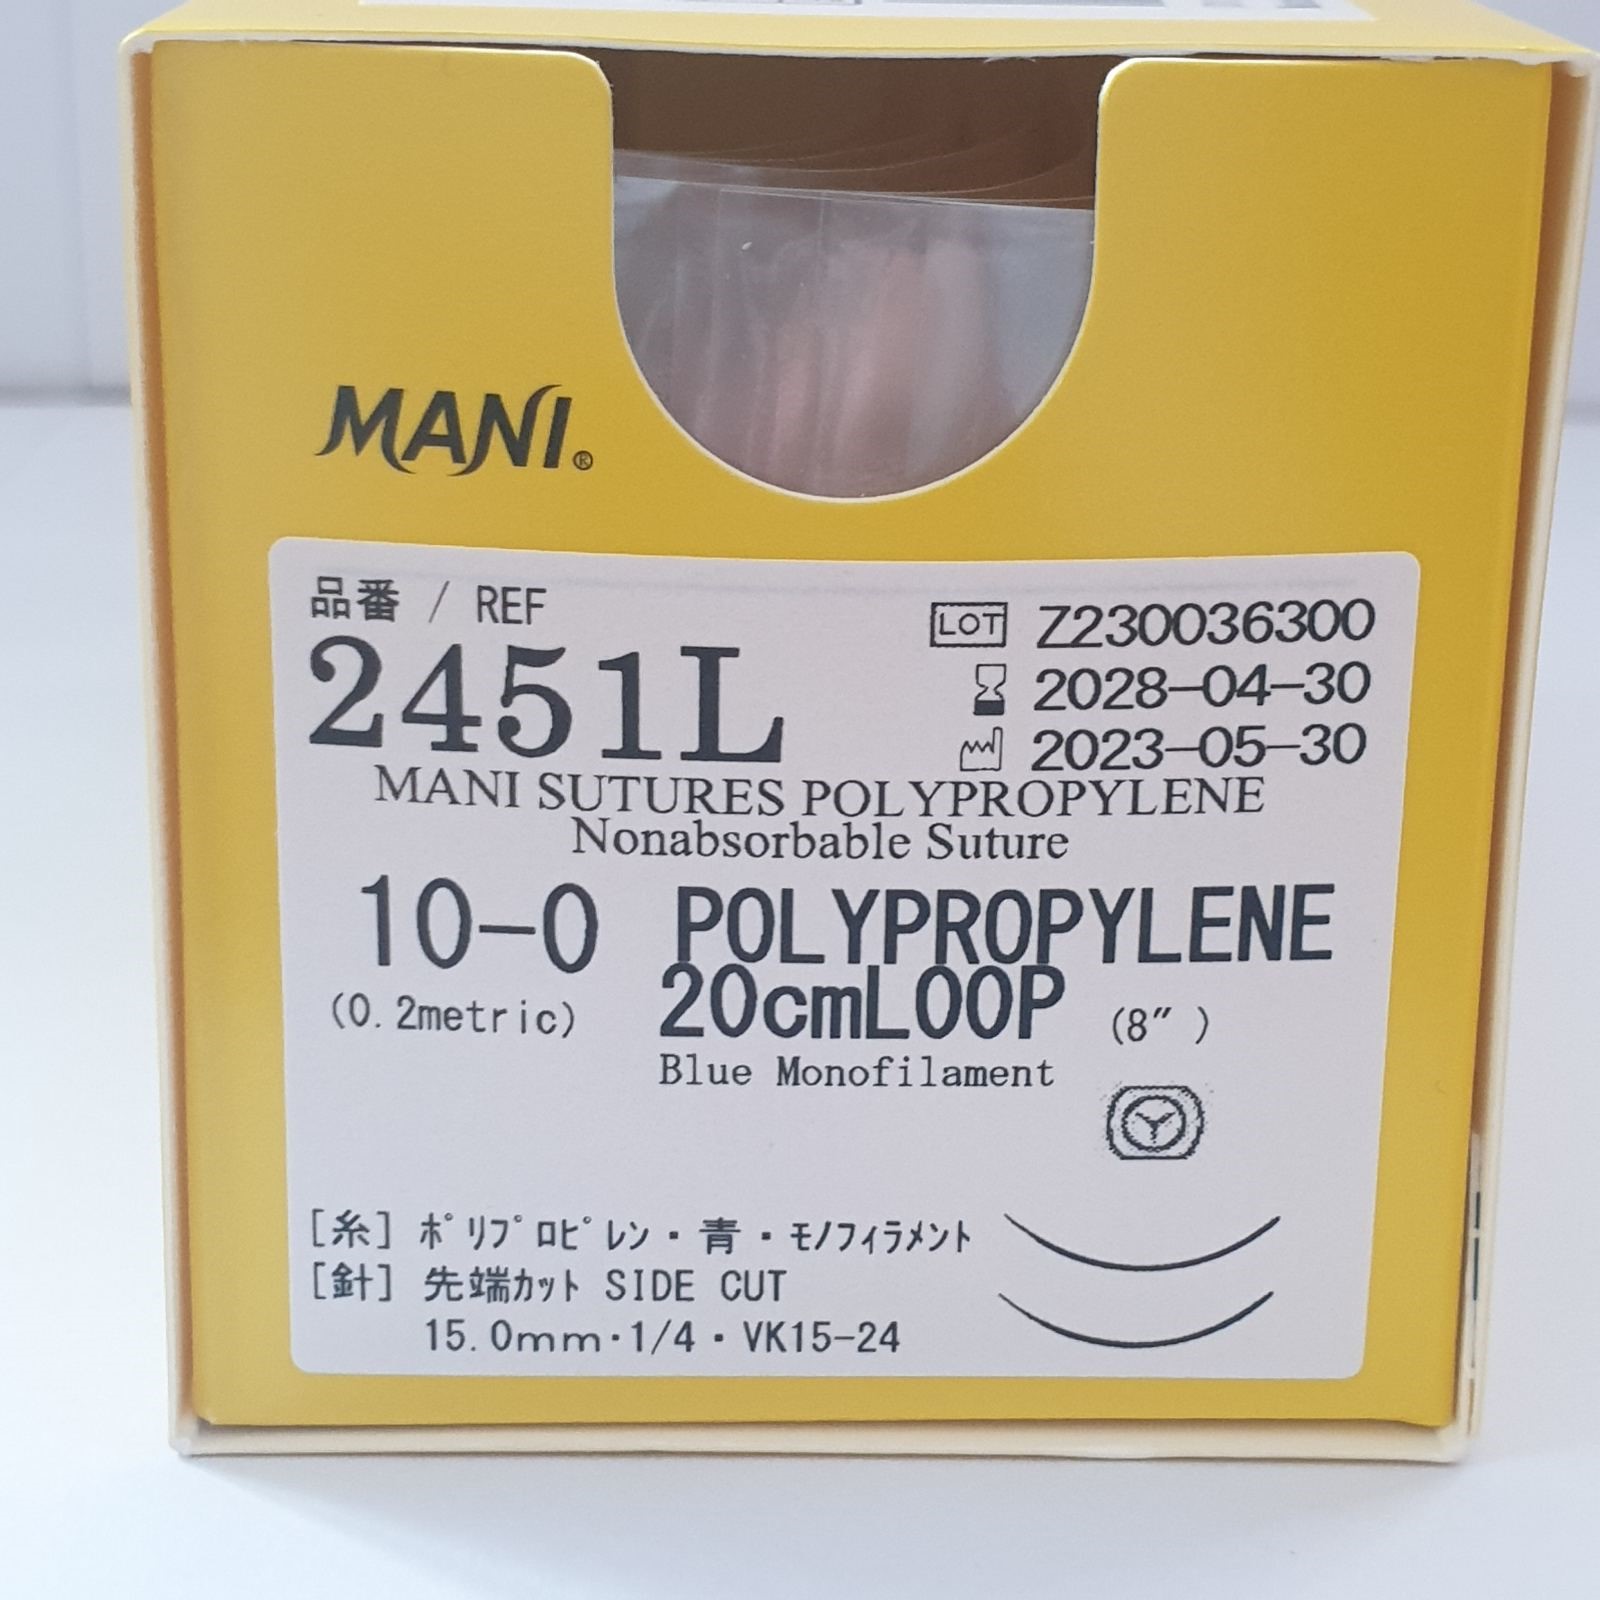 MANI®
品番 / REF
2451L
LOT Z230036300
2028-04-30
2023-05-30
MANI SUTURES POLYPROPYLENE
Nonabsorbable Suture
10-0 POLYPROPYLENE
(0.2metric) 20cmLOOP (8")
Blue Monofilament
[糸] ﾎﾟﾘﾌﾟﾛﾋﾟﾚﾝ・青・ﾓﾉﾌｨﾗﾒﾝﾄ
[針] 先端ｶｯﾄ SIDE CUT
15.0mm・1/4・VK15-24